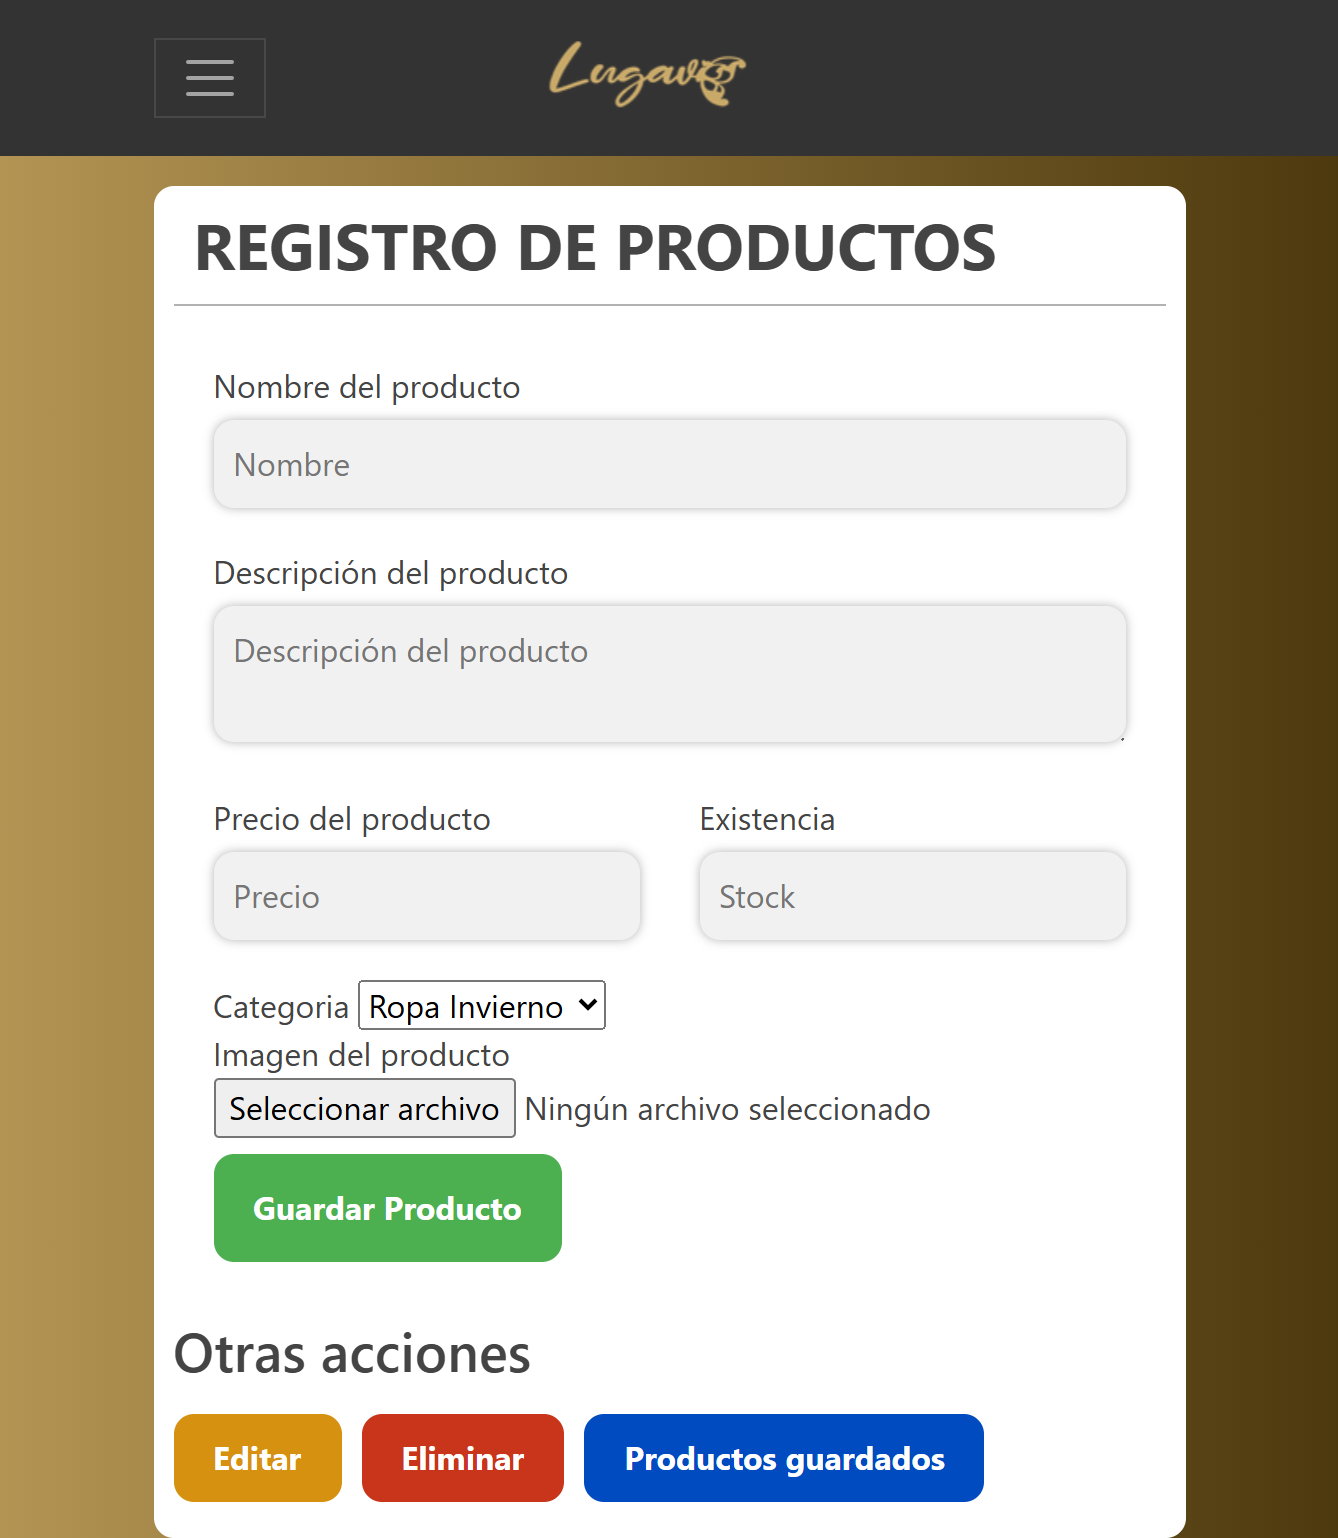 Lugavor
REGISTRO DE PRODUCTOS
Nombre del producto
Nombre
Descripción del producto
Descripción del producto
Precio del producto Existencia
Precio Stock
Categoria Ropa Invierno
Imagen del producto
Seleccionar archivo Ningún archivo seleccionado
Guardar Producto
Otras acciones
Editar Eliminar Productos guardados